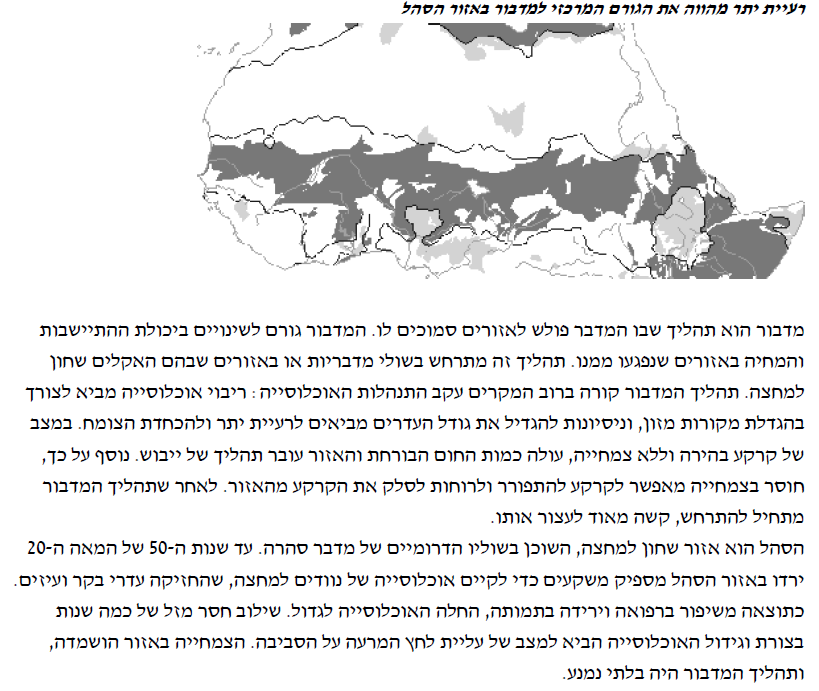 רעיית יתר מהווה את הגורם המרכזי למדבור באזור הסהל
מדבור הוא תהליך שבו המדבר פולש לאזורים סמוכים לו. המדבור גורם לשינויים ביכולת ההתיישבות
והמחיה באזורים שנפגעו ממנו. תהליך זה מתרחש בשולי מדבריות או באזורים שבהם האקלים שחון
למחצה. תהליך המדבור קורה ברוב המקרים עקב התנהלות האוכלוסייה: ריבוי אוכלוסייה מביא לצורך
בהגדלת מקורות מזון, וניסיונות להגדיל את גודל העדרים מביאים לרעיית יתר ולהכחדת הצומח. במצב
של קרקע בהירה וללא צמחייה, עולה כמות החום הבורחת והאזור עובר תהליך של ייבוש. נוסף על כך,
חוסר בצמחייה מאפשר לקרקע להתפורר ולרוחות לסלק את הקרקע מהאזור. לאחר שתהליך המדבור
מתחיל להתרחש, קשה מאוד לעצור אותו.
הסהל הוא אזור שחון למחצה, השוכן בשוליו הדרומיים של מדבר סהרה. עד שנות ה-50 של המאה ה-20
ירדו באזור הסהל מספיק משקעים כדי לקיים אוכלוסייה של נוודים למחצה, שהחזיקה עדרי בקר ועיזים.
כתוצאה משיפור ברפואה וירידה בתמותה, החלה האוכלוסייה לגדול. שילוב חסר מזל של כמה שנות
בצורת וגידול האוכלוסייה הביא למצב של עליית לחץ המרעה על הסביבה. הצמחייה באזור הושמדה,
ותהליך המדבור היה בלתי נמנע.